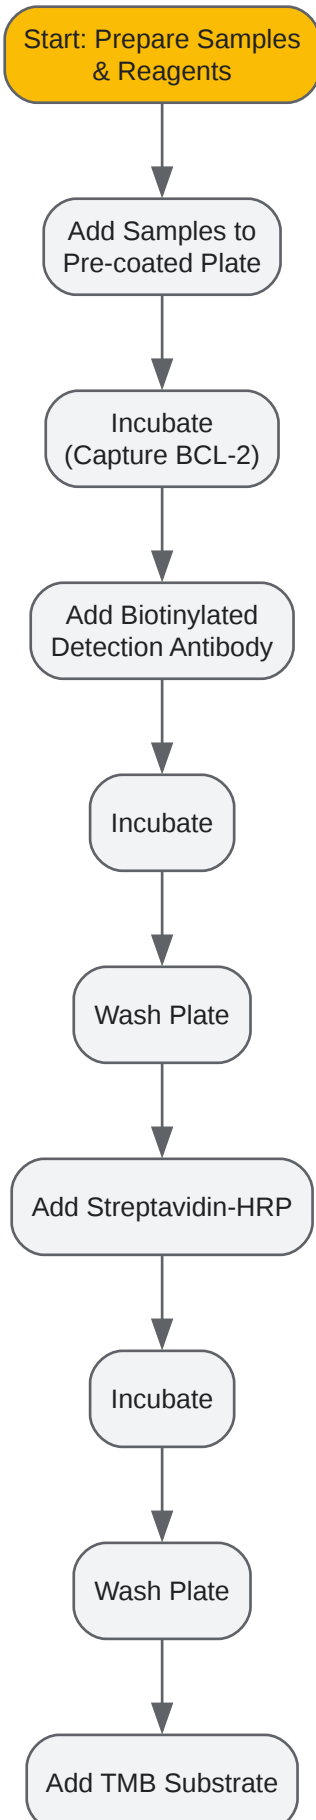 Start: Prepare Samples
& Reagents
Add Samples to
Pre-coated Plate
Incubate
(Capture BCL-2)
Add Biotinylated
Detection Antibody
Incubate
Wash Plate
Add Streptavidin-HRP
Incubate
Wash Plate
Add TMB Substrate